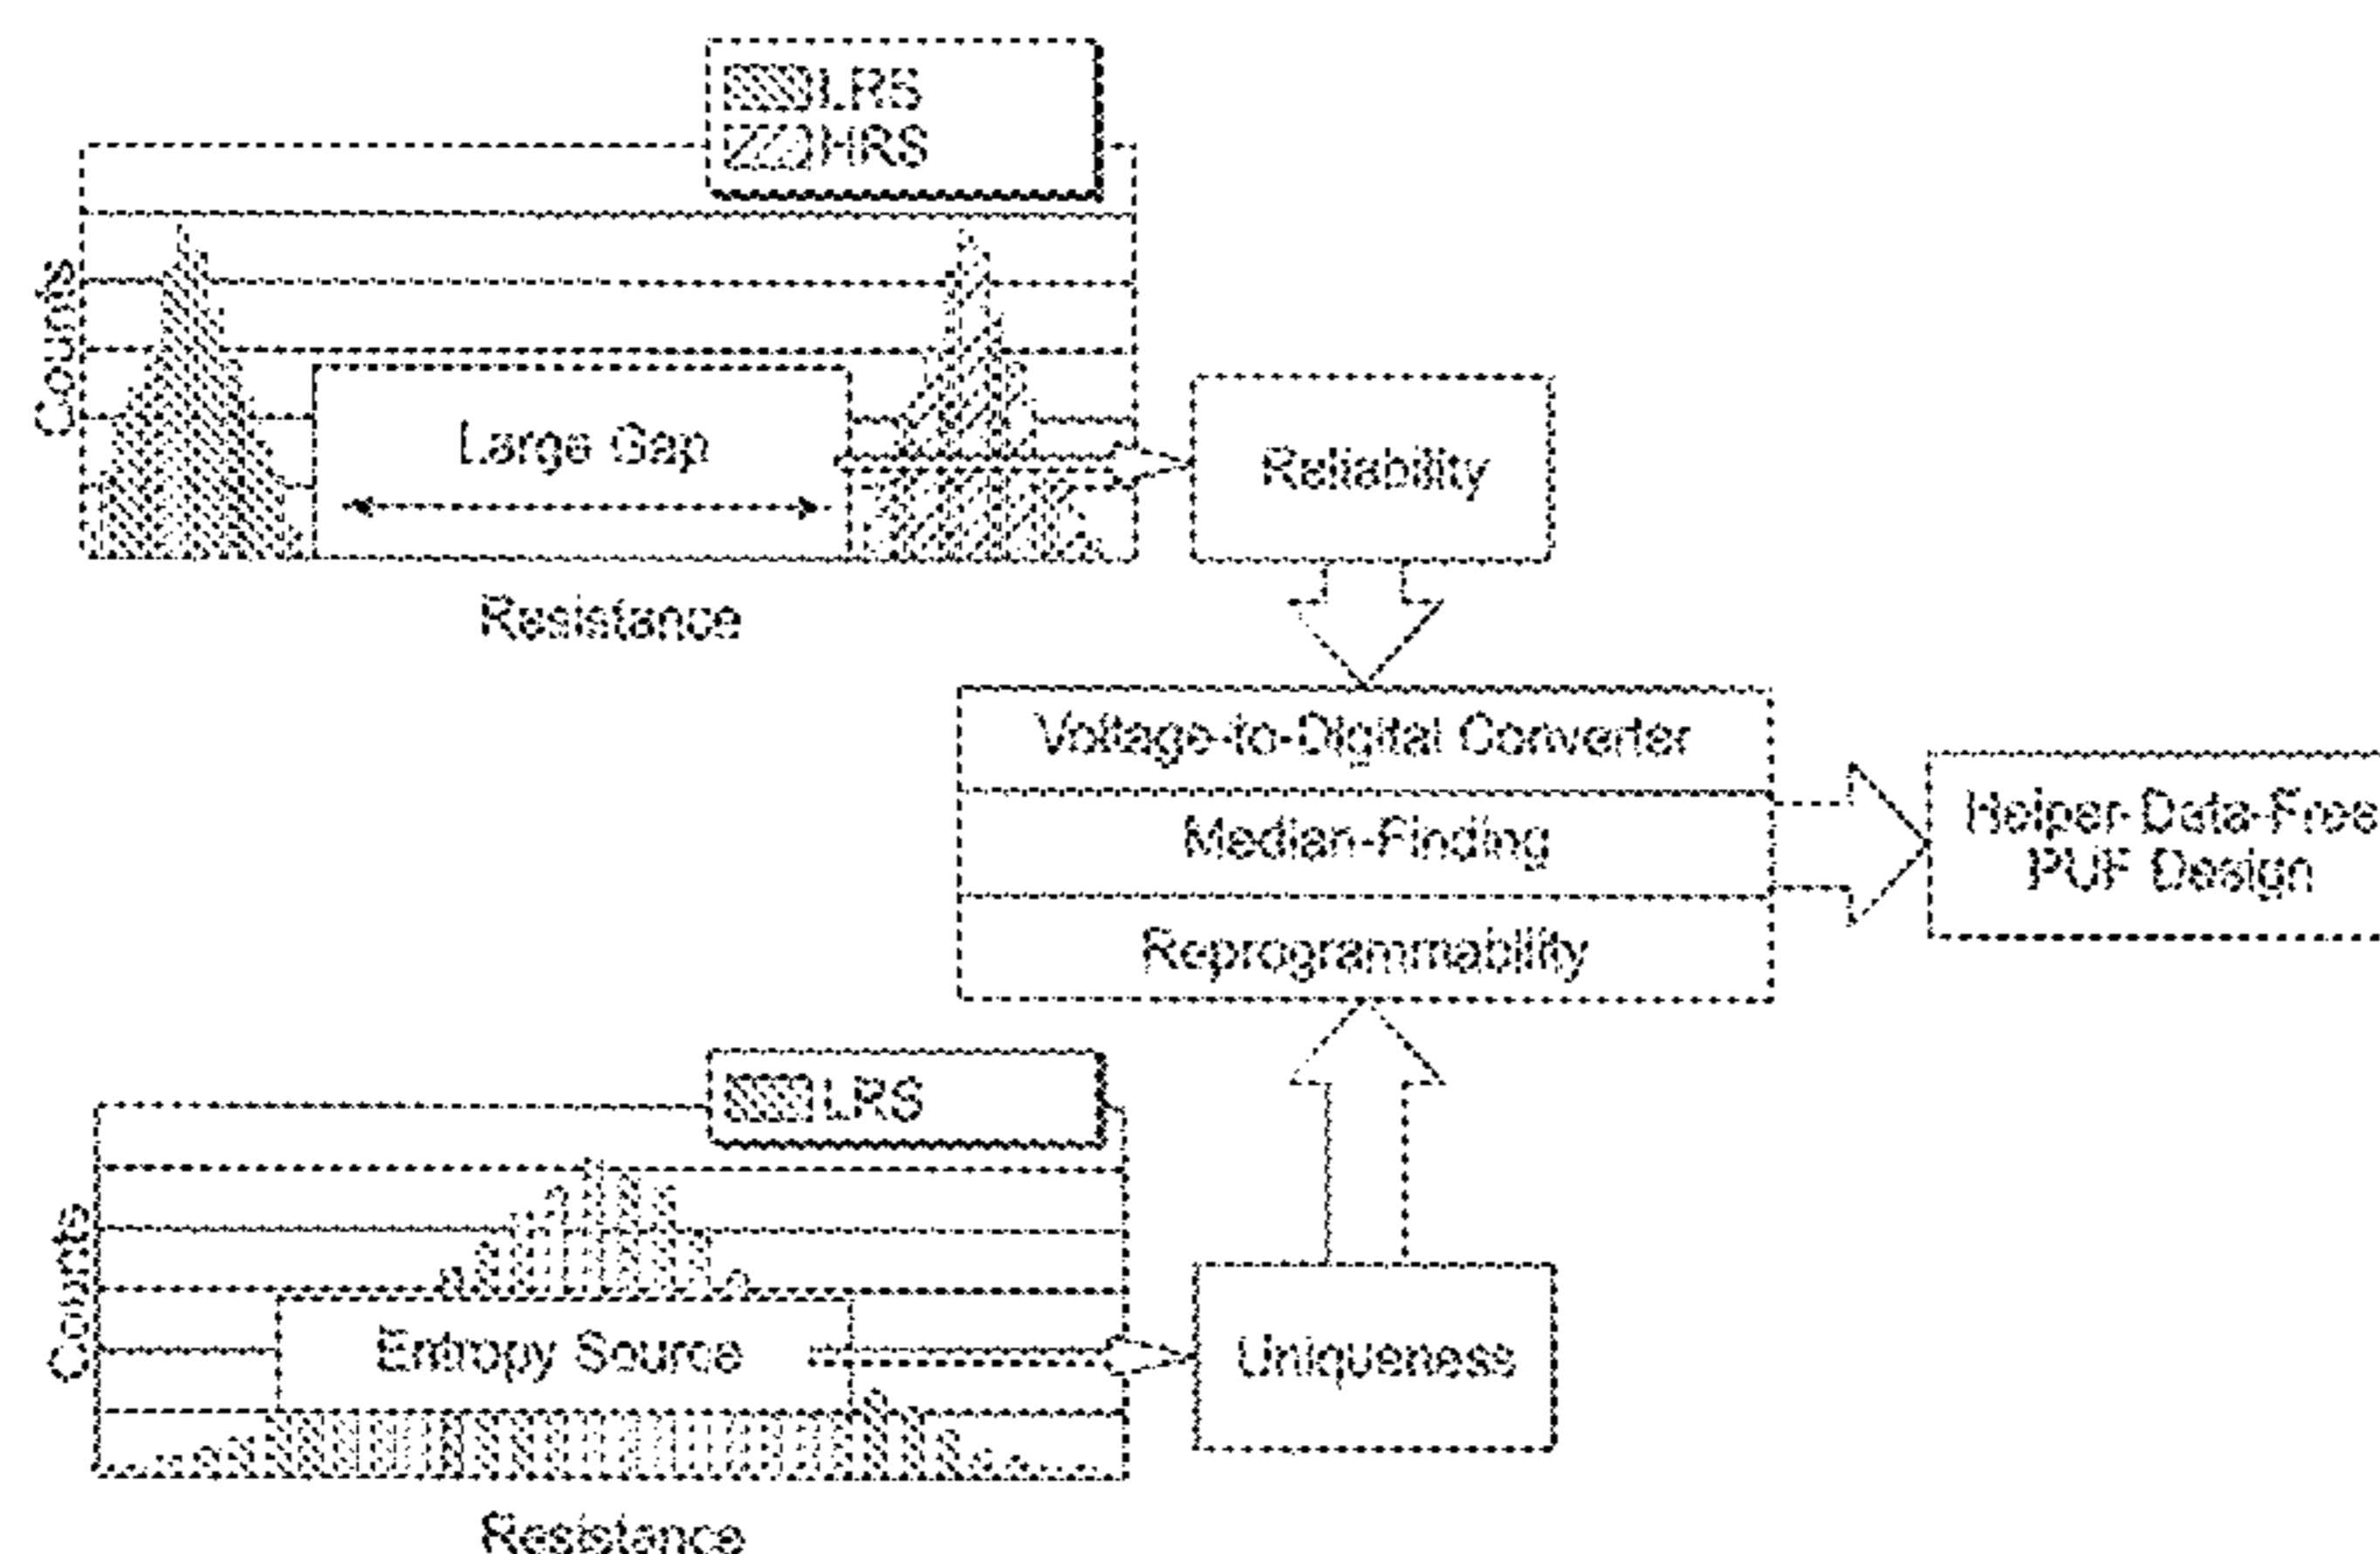 LRS
HRS
Counts
Large Gap
Resistance
Reliability
Voltage-to-Digital Converter
Median-Finding
Reprogrammability
Helper-Data-Free
PUF Design
LRS
Counts
Entropy Source
Resistance
Uniqueness